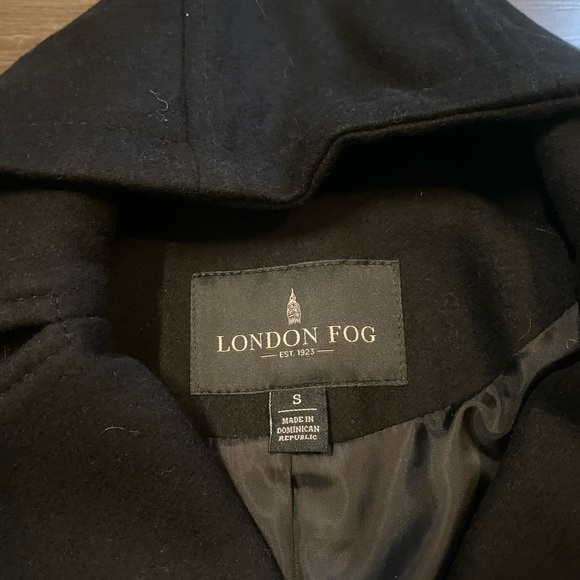 LONDON FOG
EST. 1923
S
MADE IN
DOMINICAN
REPUBLIC